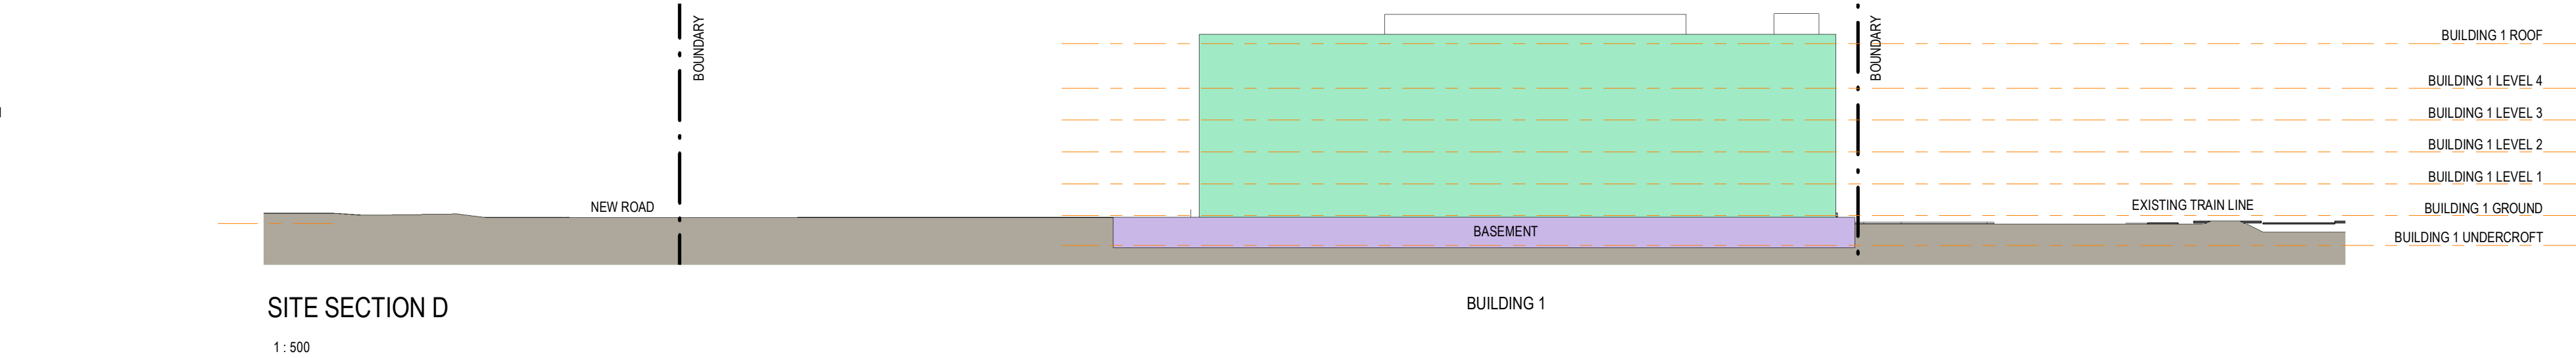 BOUNDARY
BOUNDARY
BUILDING 1 ROOF
BUILDING 1 LEVEL 4
BUILDING 1 LEVEL 3
BUILDING 1 LEVEL 2
BUILDING 1 LEVEL 1
NEW ROAD
EXISTING TRAIN LINE
BUILDING 1 GROUND
BASEMENT
BUILDING 1 UNDERCROFT
SITE SECTION D
BUILDING 1
1 : 500